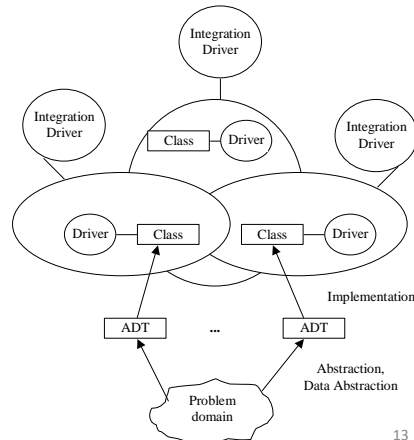 Integration
Driver
Integration
Driver
Integration
Driver
Class
Driver
Driver
Class
Class
Driver
Implementation
ADT
...
ADT
Abstraction,
Data Abstraction
Problem
domain
13